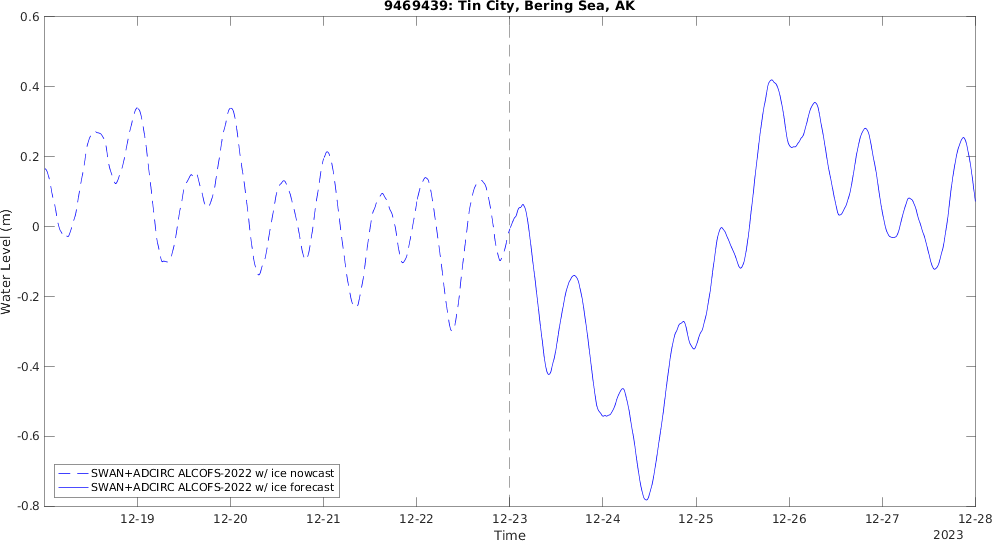 9469439: Tin City, Bering Sea, AK
0.6
0.4
0.2
0
-0.2
-0.4
-0.6
-0.8
Water Level (m)
SWAN+ADCIRC ALCOFS-2022 w/ ice nowcast
SWAN+ADCIRC ALCOFS-2022 w/ ice forecast
12-19 12-20 12-21 12-22 12-23 12-24 12-25 12-26 12-27 12-28
Time
2023